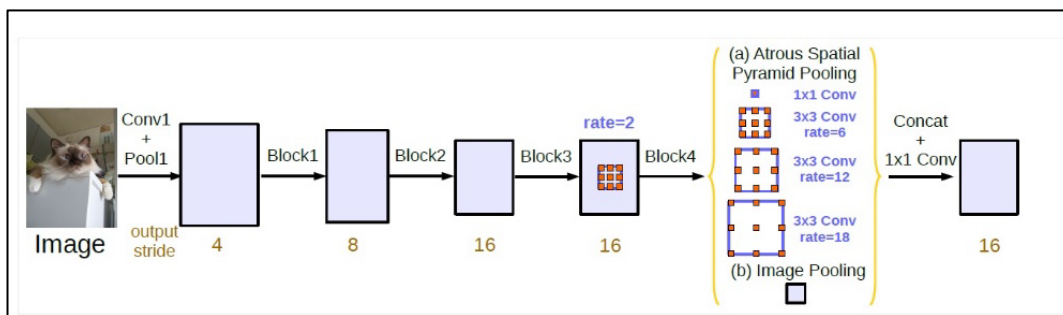 (a) Atrous Spatial
Pyramid Pooling
1x1 Conv
rate=2
3x3 Conv
rate=6
Conv1
+
Pool1
Block1
Block2
Block3
Block4
3x3 Conv
rate=12
Concat
+
1x1 Conv
3x3 Conv
rate=18
Image
output
stride
4
8
16
16
(b) Image Pooling
16